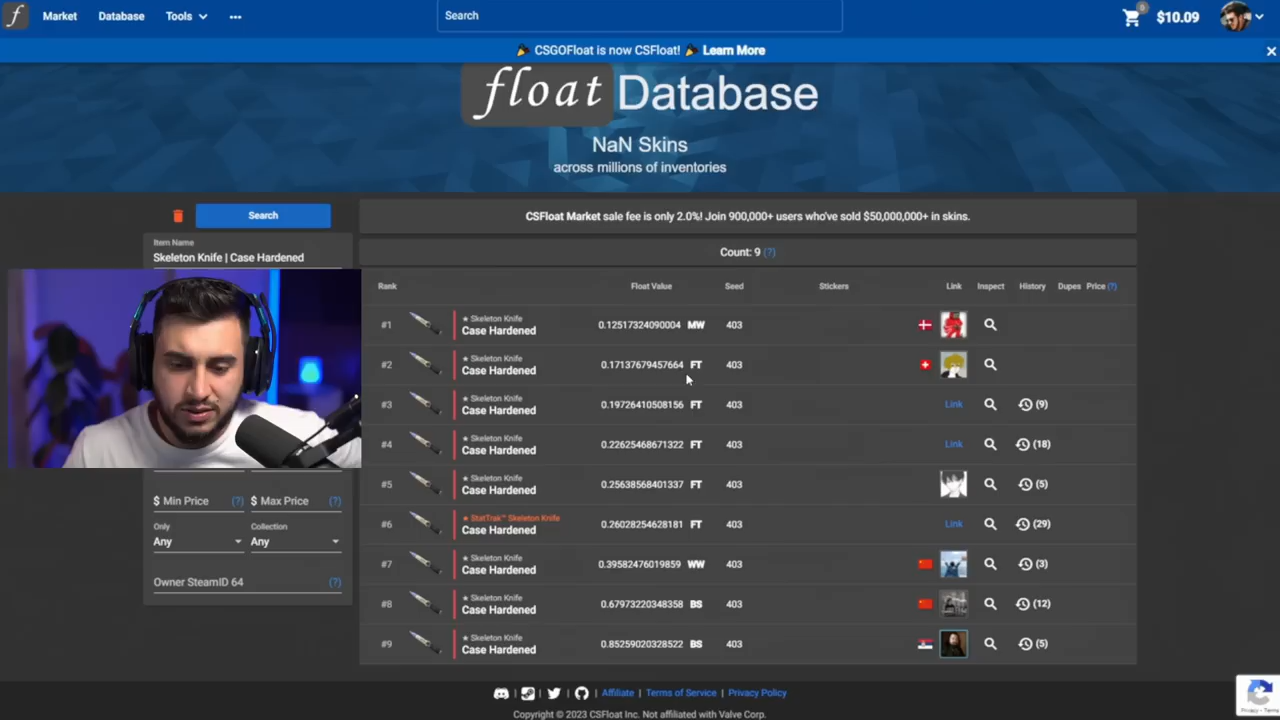 f Market Database Tools ... Search 0 $10.09
🎉 CSGOFloat is now CSFloat! 🎉 Learn More
float Database
NaN Skins
across millions of inventories
Search
CSFloat Market sale fee is only 2.0%! Join 900,000+ users who've sold $50,000,000+ in skins.
Item Name
Skeleton Knife | Case Hardened
Count: 9 (?)
Rank Float Value Seed Stickers Link Inspect History Dupes Price (?)
★ Skeleton Knife
#1 Case Hardened 0.12517324090004 MW 403
★ Skeleton Knife
#2 Case Hardened 0.17137679457664 FT 403
★ Skeleton Knife
#3 Case Hardened 0.19726410508156 FT 403 Link (9)
★ Skeleton Knife
#4 Case Hardened 0.22625468671322 FT 403 Link (18)
★ Skeleton Knife
#5 Case Hardened 0.25638568401337 FT 403 (5)
★ StatTrak™ Skeleton Knife
#6 Case Hardened 0.26028254628181 FT 403 Link (29)
★ Skeleton Knife
#7 Case Hardened 0.39582476019859 WW 403 (3)
★ Skeleton Knife
#8 Case Hardened 0.67973220348358 BS 403 (12)
★ Skeleton Knife
#9 Case Hardened 0.85259020328522 BS 403 (5)
$ Min Price (?) $ Max Price (?)
Only Collection
Any Any
Owner SteamID 64 (?)
| | | | Affiliate | Terms of Service | Privacy Policy
Copyright © 2023 CSFloat Inc. Not affiliated with Valve Corp.
Privacy - Terms